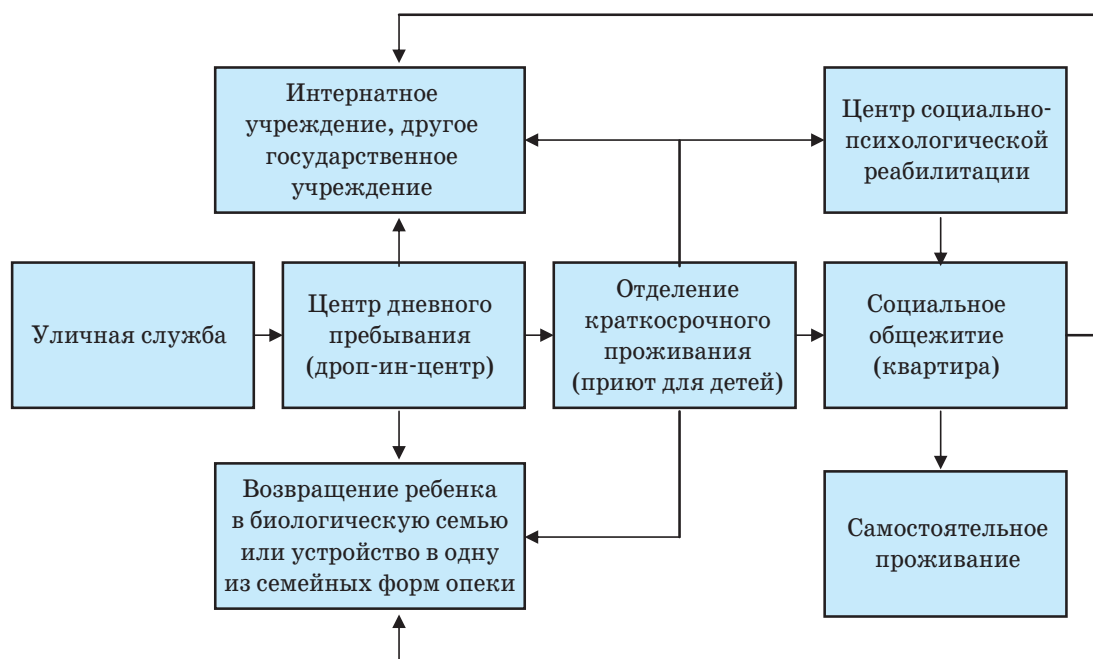 Интернатное
учреждение, другое
государственное
учреждение
Центр социально-
психологической
реабилитации
Уличная служба
Центр дневного
пребывания
(дроп-ин-центр)
Отделение
краткосрочного
проживания
(приют для детей)
Социальное
общежитие
(квартира)
Возвращение ребенка
в биологическую семью
или устройство в одну
из семейных форм опеки
Самостоятельное
проживание